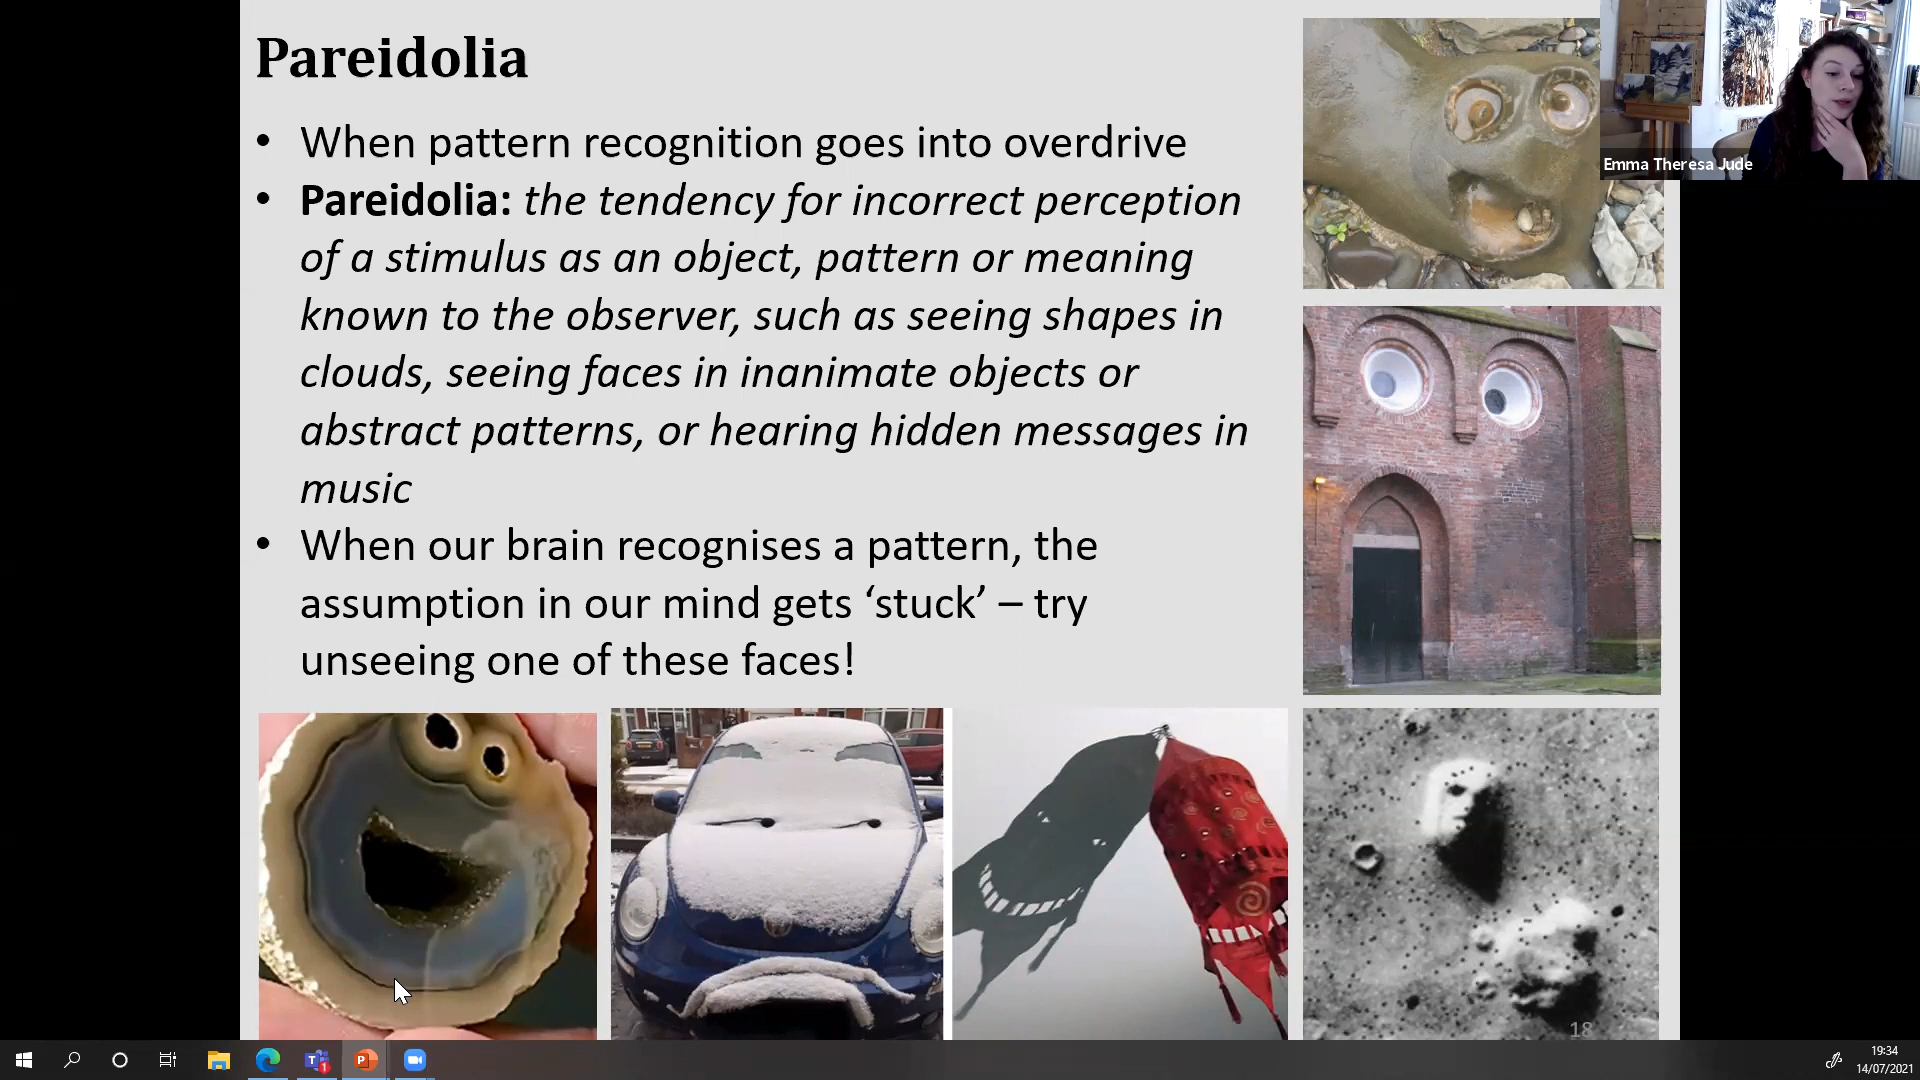 Pareidolia
• When pattern recognition goes into overdrive
• Pareidolia: the tendency for incorrect perception
of a stimulus as an object, pattern or meaning
known to the observer, such as seeing shapes in
clouds, seeing faces in inanimate objects or
abstract patterns, or hearing hidden messages in
music
• When our brain recognises a pattern, the
assumption in our mind gets ‘stuck’ – try
unseeing one of these faces!
Emma Theresa Jude
18
T
1
P
19:34
14/07/2021